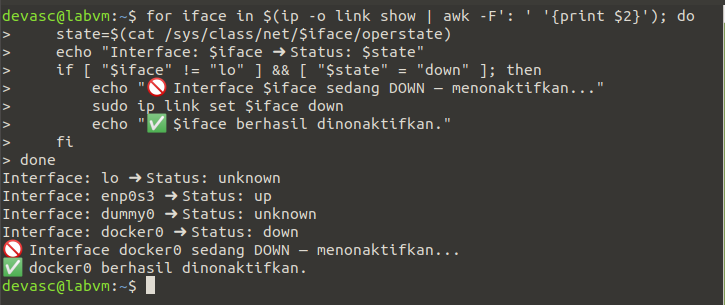 devasc@labvm:~$ for iface in $(ip -o link show | awk -F': ' '{print $2}'); do
>     state=$(cat /sys/class/net/$iface/operstate)
>     echo "Interface: $iface ➜ Status: $state"
>     if [ "$iface" != "lo" ] && [ "$state" = "down" ]; then
>         echo "🚫 Interface $iface sedang DOWN — menonaktifkan..."
>         sudo ip link set $iface down
>         echo "✅ $iface berhasil dinonaktifkan."
>     fi
> done
Interface: lo ➜ Status: unknown
Interface: enp0s3 ➜ Status: up
Interface: dummy0 ➜ Status: unknown
Interface: docker0 ➜ Status: down
🚫 Interface docker0 sedang DOWN — menonaktifkan...
✅ docker0 berhasil dinonaktifkan.
devasc@labvm:~$